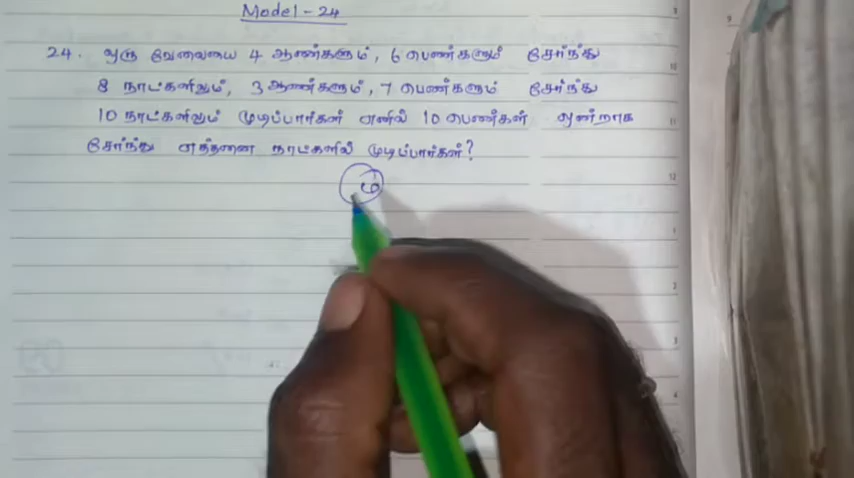 Model - 24
24. ஒரு வேலையை 4 ஆண்களும், 6 பெண்களும் சேர்ந்து
8 நாட்களிலும், 3 ஆண்களும், 7 பெண்களும் சேர்ந்து
10 நாட்களிலும் முடிப்பார்கள் எனில் 10 பெண்கள் ஒன்றாக
சேர்ந்து எத்தனை நாட்களில் முடிப்பார்கள்?